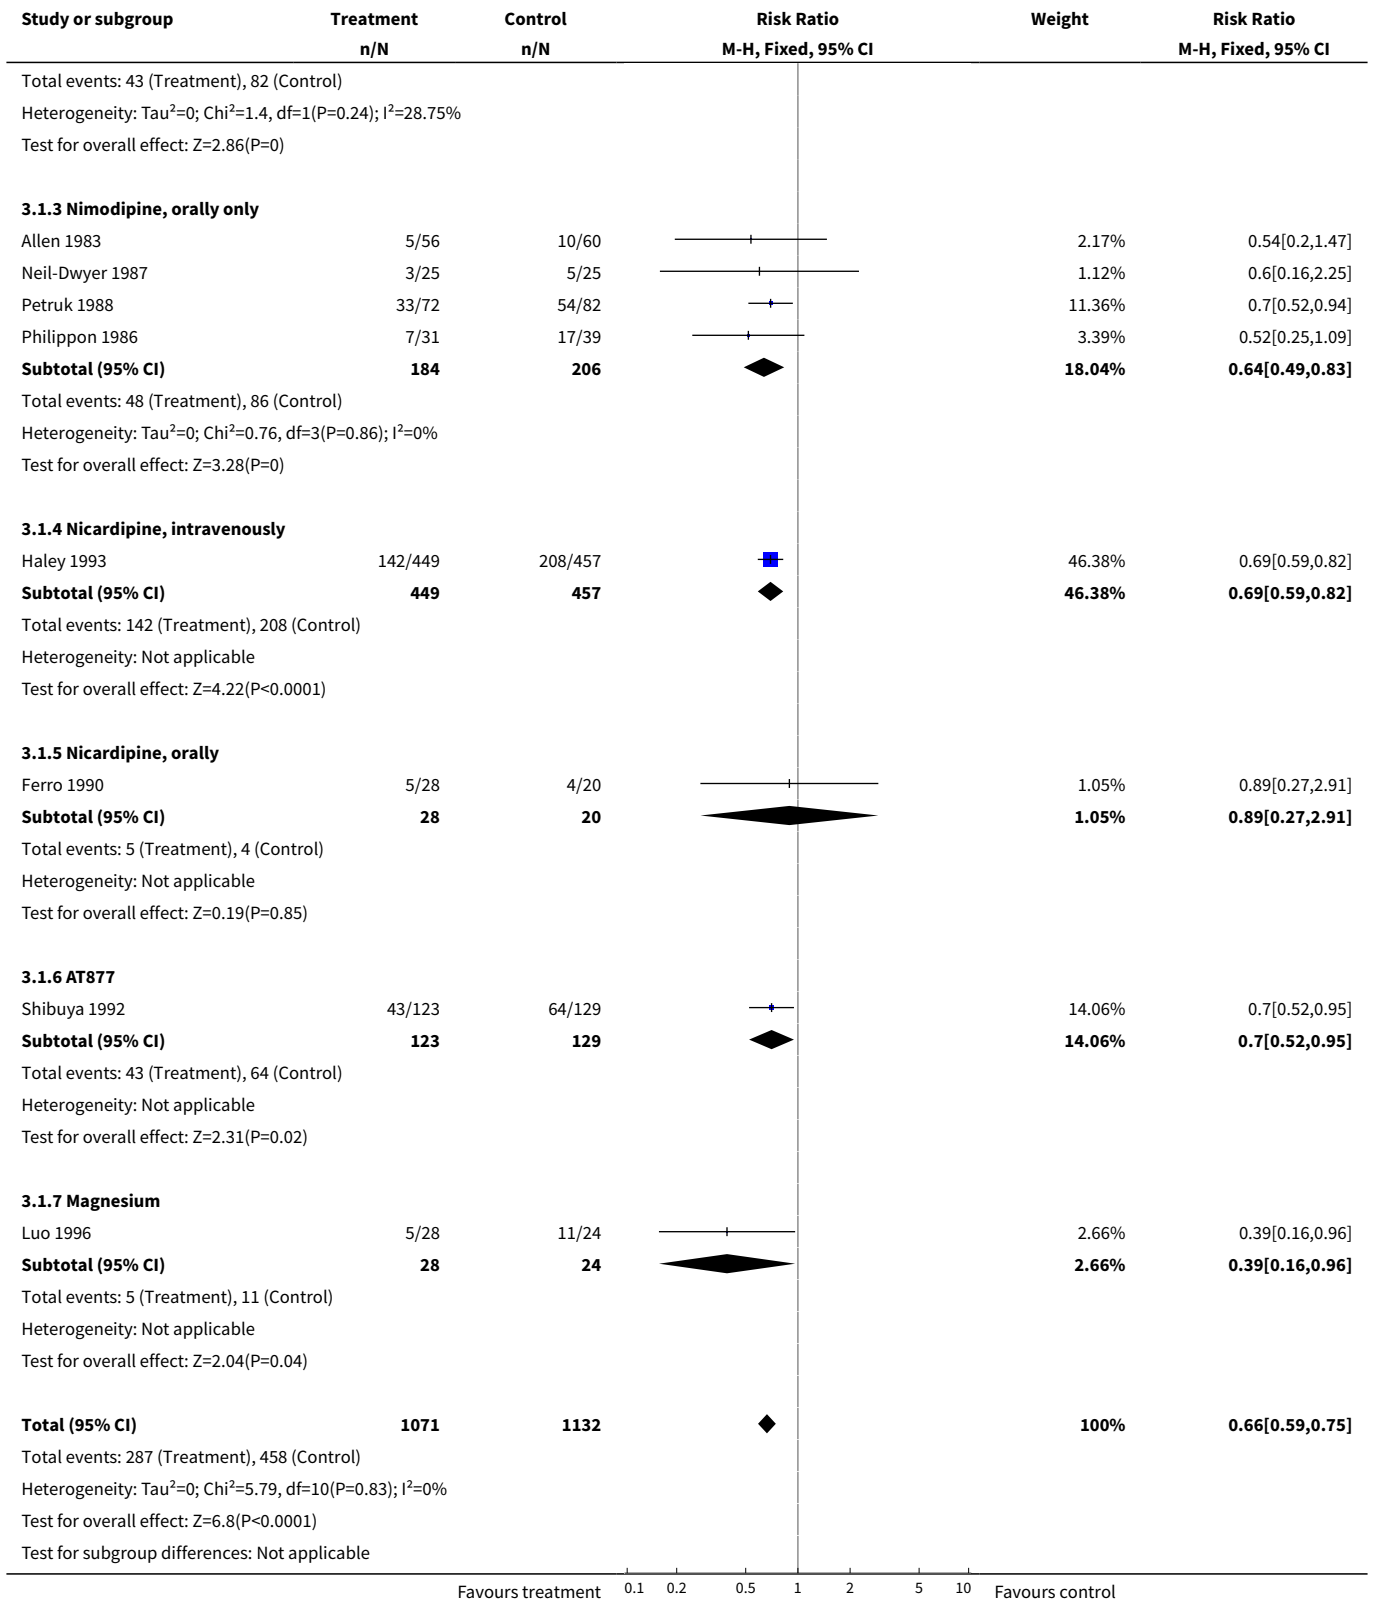 Study or subgroup Treatment Control Risk Ratio Weight Risk Ratio
n/N n/N M-H, Fixed, 95% CI M-H, Fixed, 95% CI
Total events: 43 (Treatment), 82 (Control)
Heterogeneity: Tau²=0; Chi²=1.4, df=1(P=0.24); I²=28.75%
Test for overall effect: Z=2.86(P=0)
3.1.3 Nimodipine, orally only
Allen 1983 5/56 10/60 2.17% 0.54[0.2,1.47]
Neil-Dwyer 1987 3/25 5/25 1.12% 0.6[0.16,2.25]
Petruk 1988 33/72 54/82 11.36% 0.7[0.52,0.94]
Philippon 1986 7/31 17/39 3.39% 0.52[0.25,1.09]
Subtotal (95% CI) 184 206 18.04% 0.64[0.49,0.83]
Total events: 48 (Treatment), 86 (Control)
Heterogeneity: Tau²=0; Chi²=0.76, df=3(P=0.86); I²=0%
Test for overall effect: Z=3.28(P=0)
3.1.4 Nicardipine, intravenously
Haley 1993 142/449 208/457 46.38% 0.69[0.59,0.82]
Subtotal (95% CI) 449 457 46.38% 0.69[0.59,0.82]
Total events: 142 (Treatment), 208 (Control)
Heterogeneity: Not applicable
Test for overall effect: Z=4.22(P<0.0001)
3.1.5 Nicardipine, orally
Ferro 1990 5/28 4/20 1.05% 0.89[0.27,2.91]
Subtotal (95% CI) 28 20 1.05% 0.89[0.27,2.91]
Total events: 5 (Treatment), 4 (Control)
Heterogeneity: Not applicable
Test for overall effect: Z=0.19(P=0.85)
3.1.6 AT877
Shibuya 1992 43/123 64/129 14.06% 0.7[0.52,0.95]
Subtotal (95% CI) 123 129 14.06% 0.7[0.52,0.95]
Total events: 43 (Treatment), 64 (Control)
Heterogeneity: Not applicable
Test for overall effect: Z=2.31(P=0.02)
3.1.7 Magnesium
Luo 1996 5/28 11/24 2.66% 0.39[0.16,0.96]
Subtotal (95% CI) 28 24 2.66% 0.39[0.16,0.96]
Total events: 5 (Treatment), 11 (Control)
Heterogeneity: Not applicable
Test for overall effect: Z=2.04(P=0.04)
Total (95% CI) 1071 1132 100% 0.66[0.59,0.75]
Total events: 287 (Treatment), 458 (Control)
Heterogeneity: Tau²=0; Chi²=5.79, df=10(P=0.83); I²=0%
Test for overall effect: Z=6.8(P<0.0001)
Test for subgroup differences: Not applicable
Favours treatment 0.1 0.2 0.5 1 2 5 10 Favours control